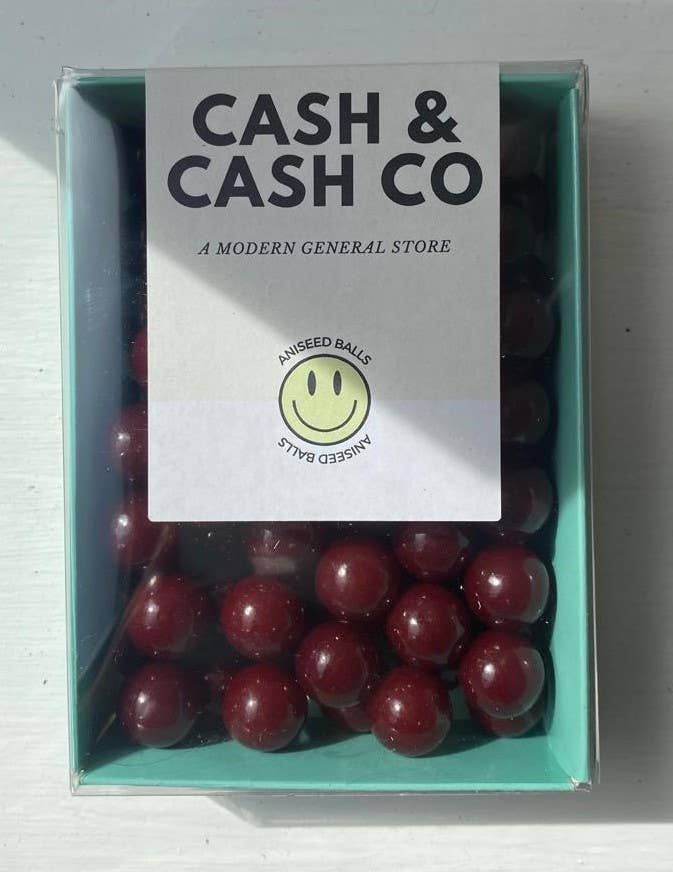 CASH &
CASH CO
A MODERN GENERAL STORE
ANISEED BALLS
ANISEED BALLS